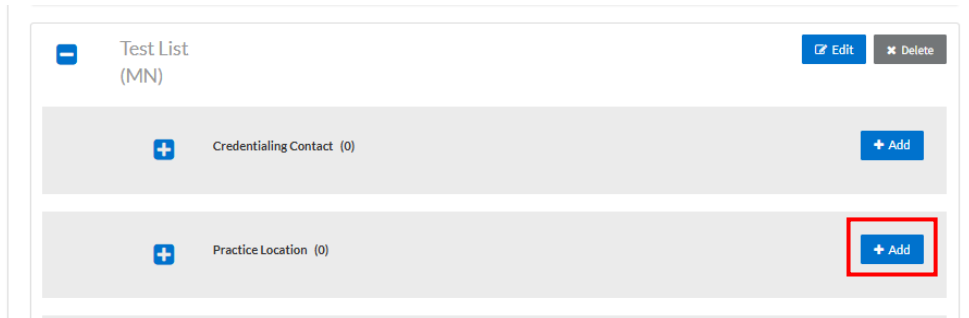 Test List
(MN)
Edit
Delete
Credentialing Contact (0)
Add
Practice Location (0)
Add